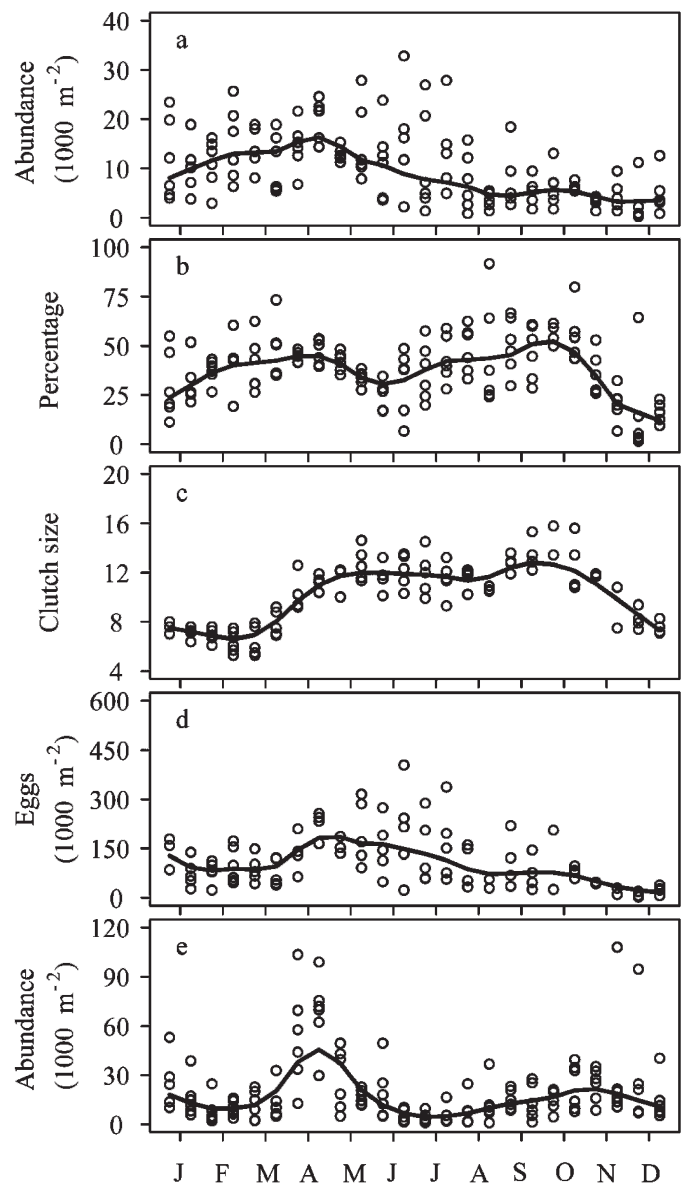 a
Abundance
(1000 m⁻²)
40
30
20
10
0
b
Percentage
100
75
50
25
0
c
Clutch size
20
16
12
8
4
d
Eggs
(1000 m⁻²)
600
450
300
150
0
e
Abundance
(1000 m⁻²)
120
90
60
30
0
J F M A M J J A S O N D